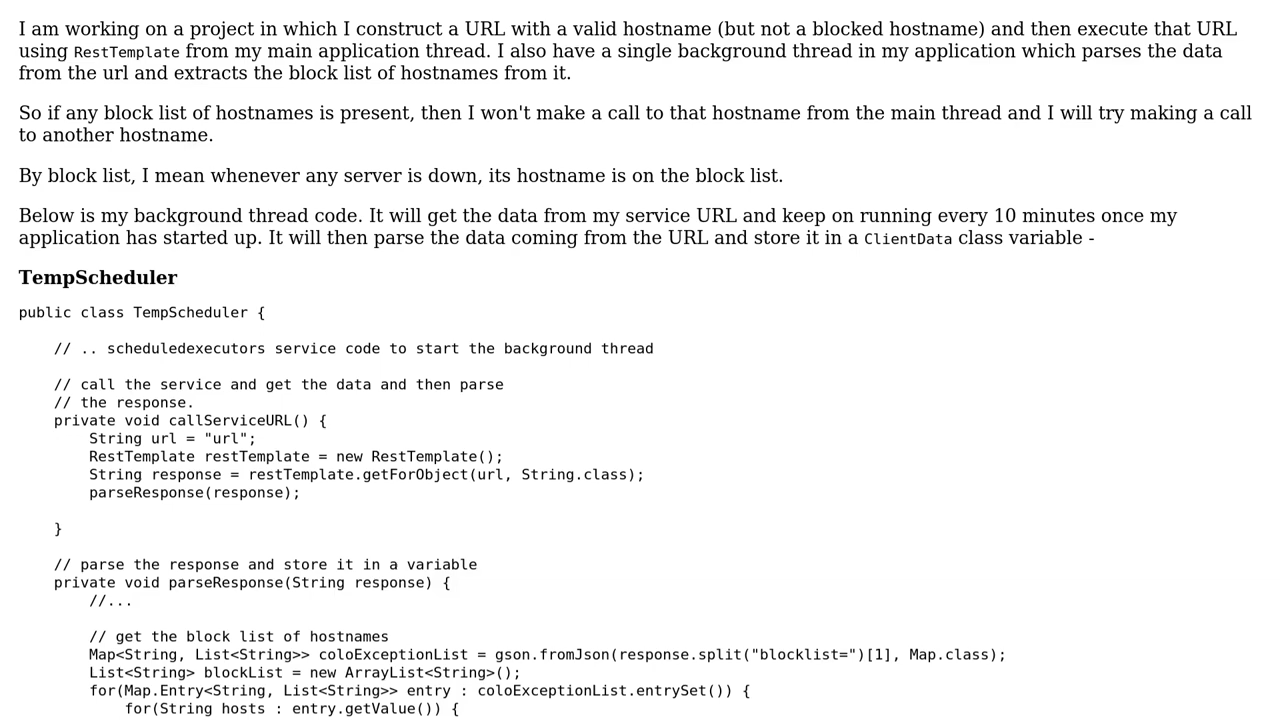 I am working on a project in which I construct a URL with a valid hostname (but not a blocked hostname) and then execute that URL
using RestTemplate from my main application thread. I also have a single background thread in my application which parses the data
from the url and extracts the block list of hostnames from it.
So if any block list of hostnames is present, then I won't make a call to that hostname from the main thread and I will try making a call
to another hostname.
By block list, I mean whenever any server is down, its hostname is on the block list.
Below is my background thread code. It will get the data from my service URL and keep on running every 10 minutes once my
application has started up. It will then parse the data coming from the URL and store it in a ClientData class variable -
TempScheduler
public class TempScheduler {
    // .. scheduledexecutors service code to start the background thread
    // call the service and get the data and then parse
    // the response.
    private void callServiceURL() {
        String url = "url";
        RestTemplate restTemplate = new RestTemplate();
        String response = restTemplate.getForObject(url, String.class);
        parseResponse(response);
    }
    // parse the response and store it in a variable
    private void parseResponse(String response) {
        //...
        // get the block list of hostnames
        Map<String, List<String>> coloExceptionList = gson.fromJson(response.split("blocklist=")[1], Map.class);
        List<String> blockList = new ArrayList<String>();
        for(Map.Entry<String, List<String>> entry : coloExceptionList.entrySet()) {
            for(String hosts : entry.getValue()) {